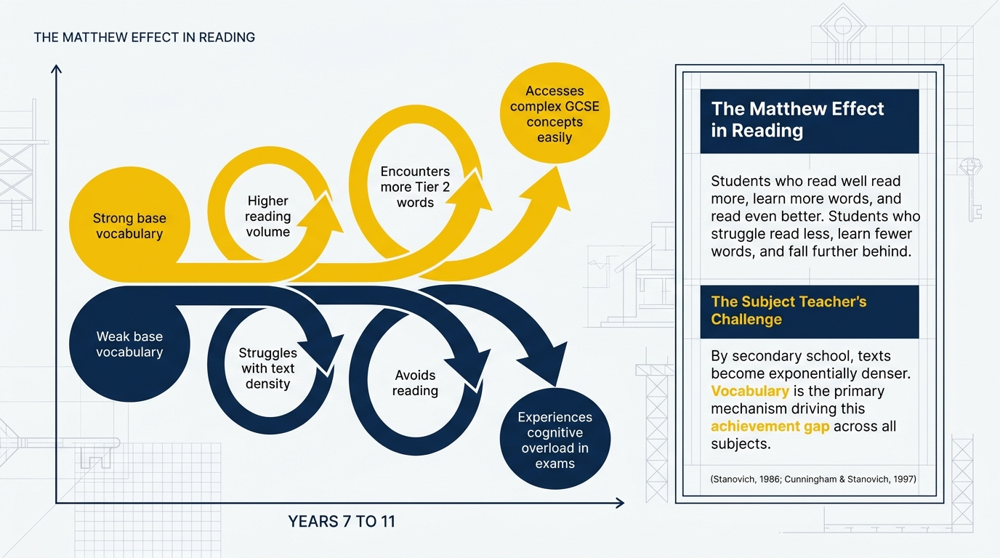 THE MATTHEW EFFECT IN READING
Strong base
vocabulary
Higher
reading
volume
Encounters
more Tier 2
words
Accesses
complex GCSE
concepts
easily
Weak base
vocabulary
Struggles
with text
density
Avoids
reading
Experiences
cognitive
overload in
exams
YEARS 7 TO 11
The Matthew Effect
in Reading
Students who read well read
more, learn more words, and
read even better. Students who
struggle read less, learn fewer
words, and fall further behind.
The Subject Teacher’s
Challenge
By secondary school, texts
become exponentially denser.
Vocabulary is the primary
mechanism driving this
achievement gap across all
subjects.
(Stanovich, 1986; Cunningham & Stanovich, 1997)